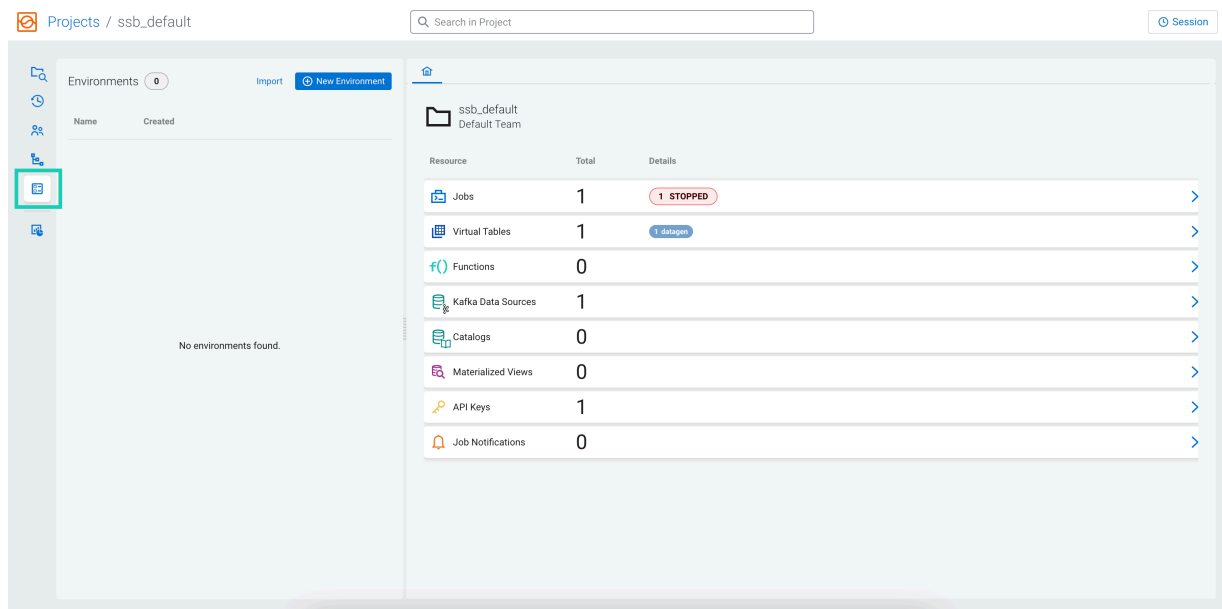 Projects / ssb_default
Search in Project
Session
Environments 0 Import New Environment
Name Created
No environments found.
ssb_default
Default Team
Resource Total Details
Jobs 1 1 STOPPED
Virtual Tables 1 1 datagen
f() Functions 0
Kafka Data Sources 1
Catalogs 0
Materialized Views 0
API Keys 1
Job Notifications 0